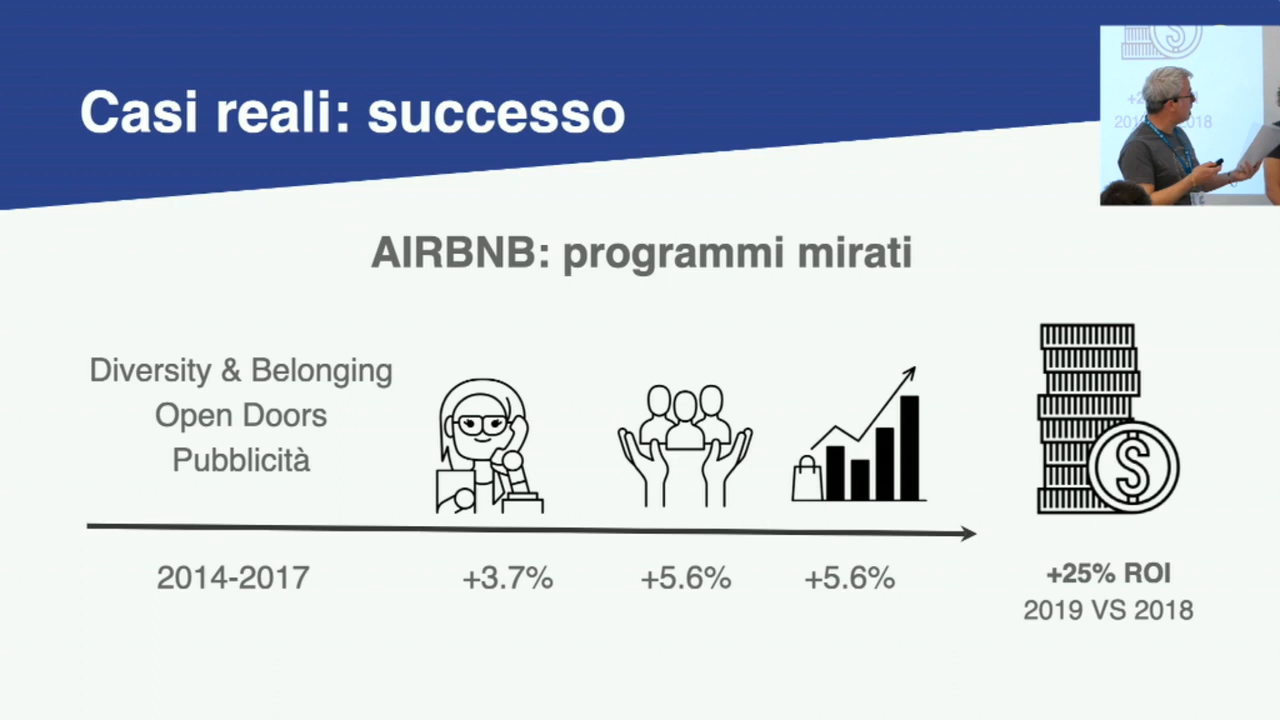 Casi reali: successo
AIRBNB: programmi mirati
Diversity & Belonging
Open Doors
Pubblicità
2014-2017
+3.7%
+5.6%
+5.6%
+25% ROI
2019 VS 2018